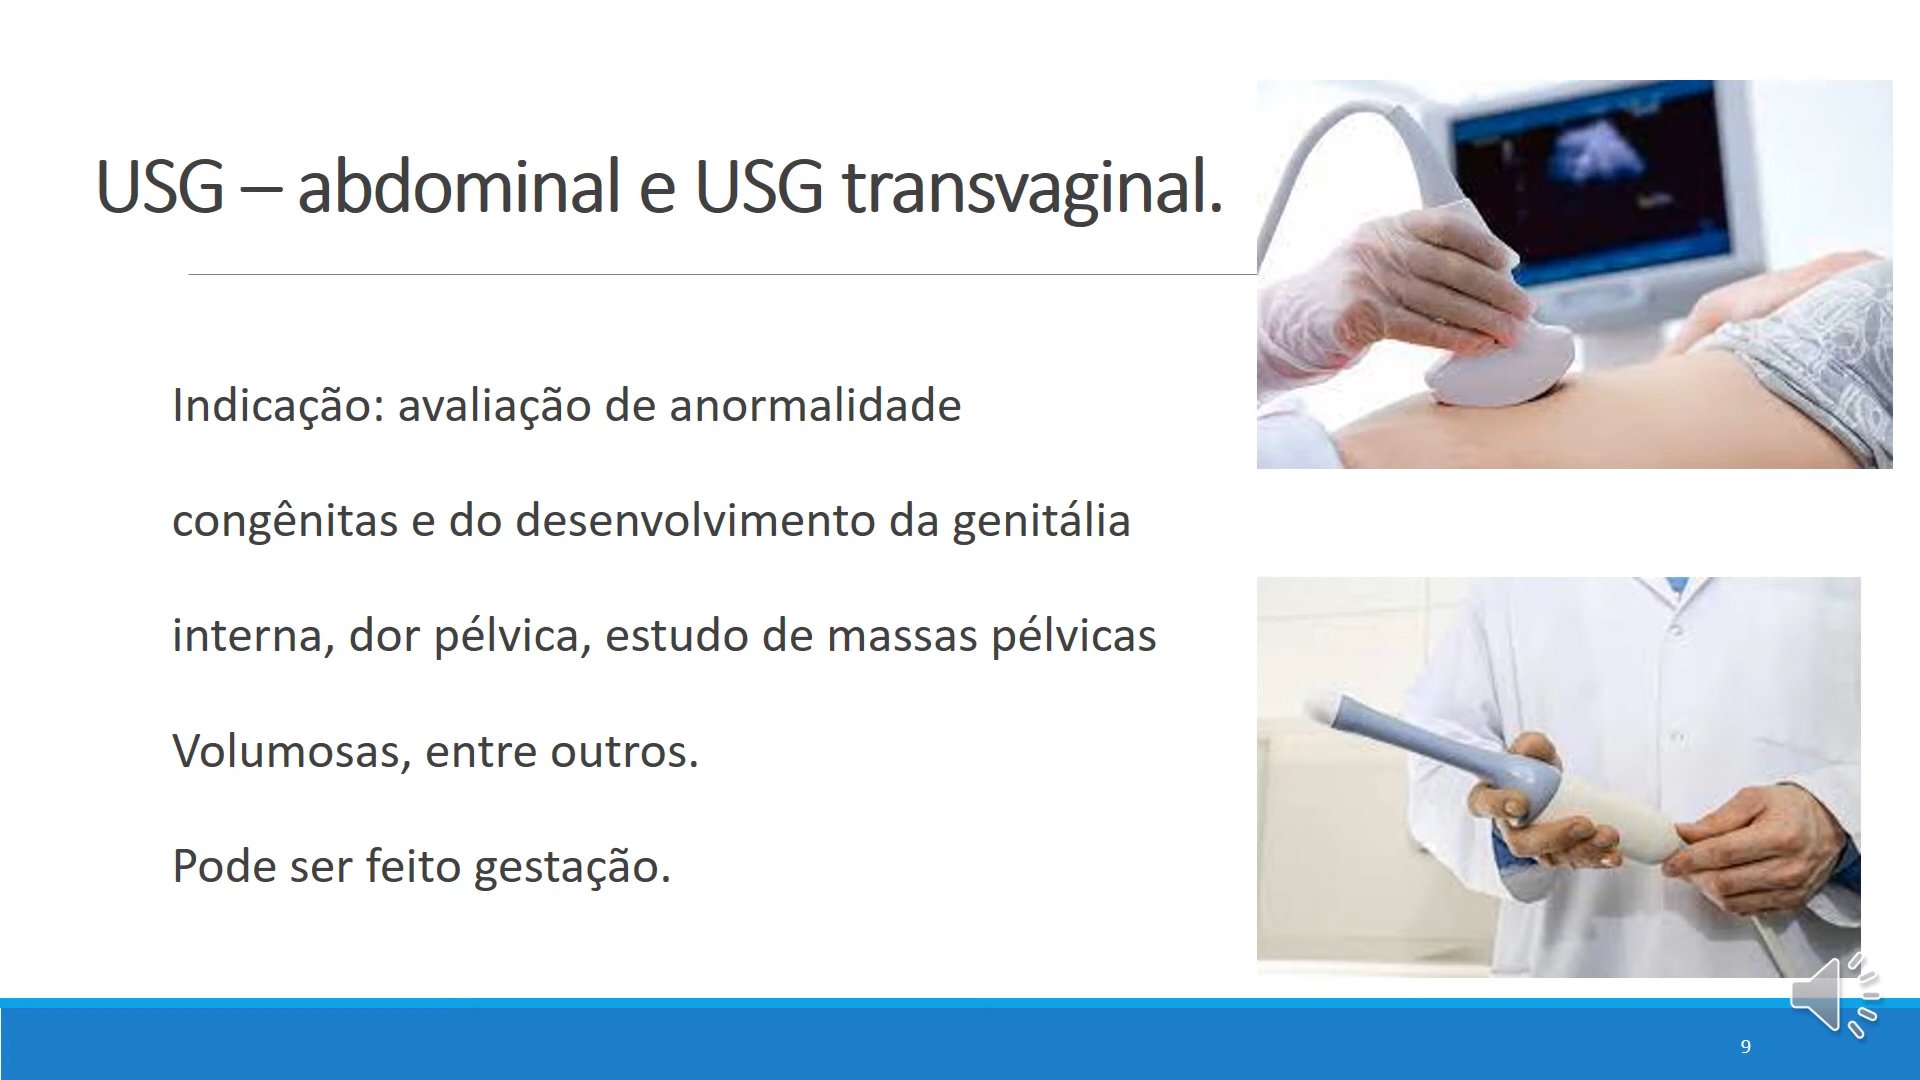 USG – abdominal e USG transvaginal.
Indicação: avaliação de anormalidade
congênitas e do desenvolvimento da genitália
interna, dor pélvica, estudo de massas pélvicas
Volumosas, entre outros.
Pode ser feito gestação.
9